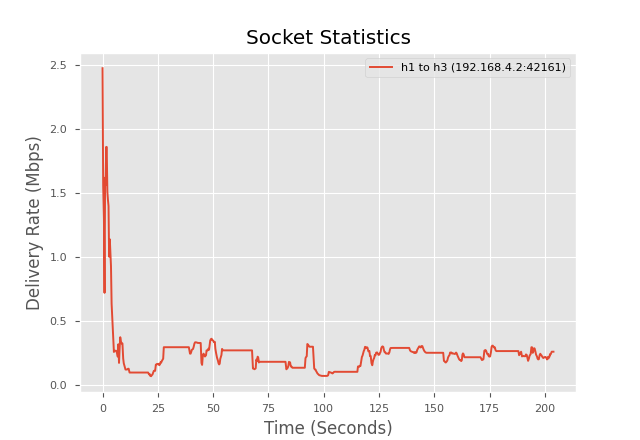 Socket Statistics
h1 to h3 (192.168.4.2:42161)
Delivery Rate (Mbps)
2.5
2.0
1.5
1.0
0.5
0.0
0 25 50 75 100 125 150 175 200
Time (Seconds)